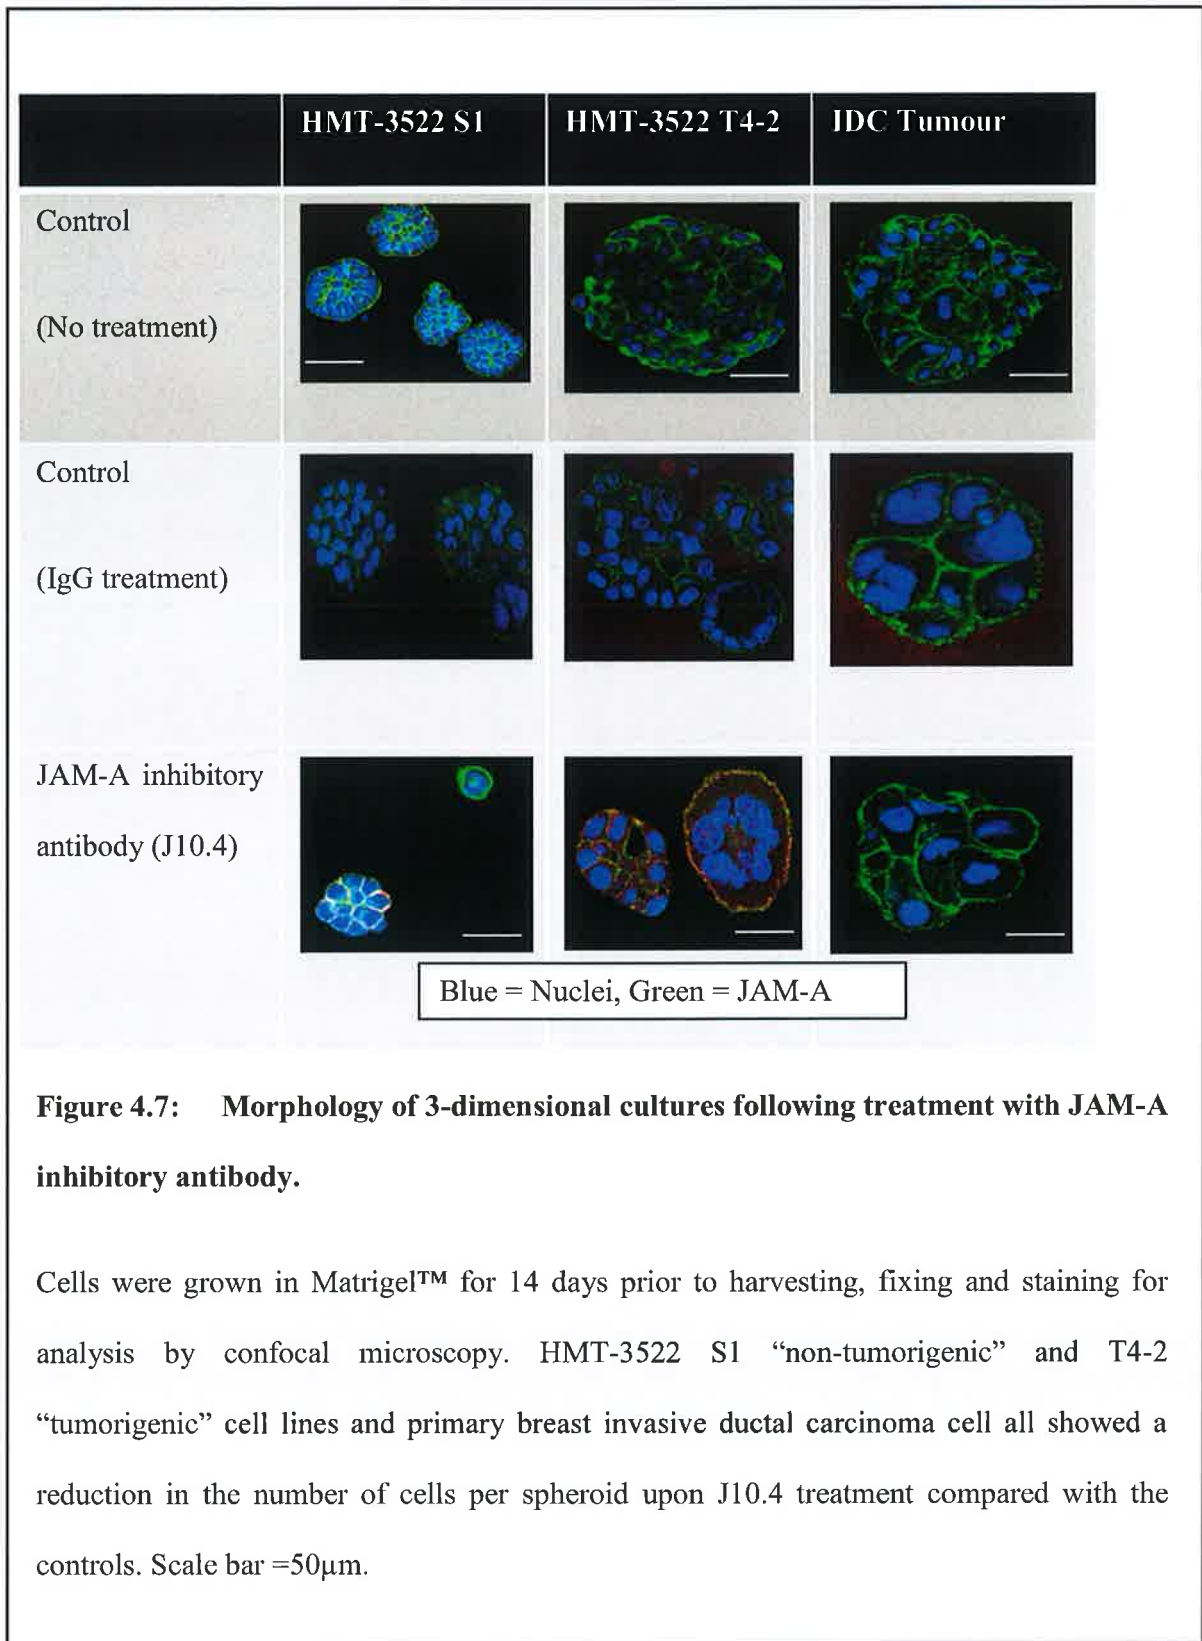 HMT-3522 S1 HMT-3522 T4-2 IDC Tumour
Control
(No treatment)
Control
(IgG treatment)
JAM-A inhibitory
antibody (J10.4)
Blue = Nuclei, Green = JAM-A
Figure 4.7: Morphology of 3-dimensional cultures following treatment with JAM-A
inhibitory antibody.
Cells were grown in Matrigel™ for 14 days prior to harvesting, fixing and staining for
analysis by confocal microscopy. HMT-3522 S1 “non-tumorigenic” and T4-2
“tumorigenic” cell lines and primary breast invasive ductal carcinoma cell all showed a
reduction in the number of cells per spheroid upon J10.4 treatment compared with the
controls. Scale bar =50µm.